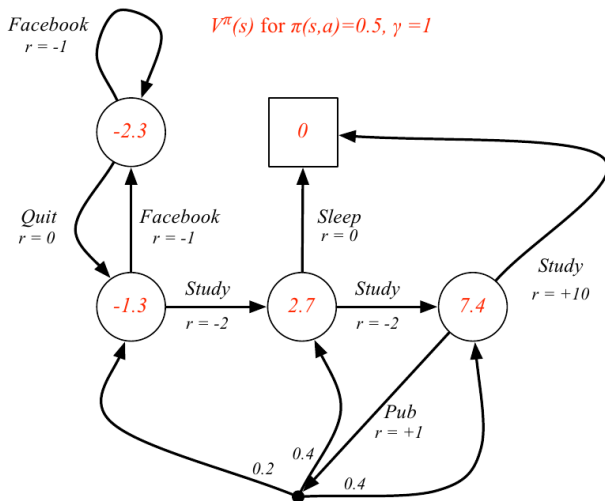 Facebook
r = -1
V^π(s) for π(s,a)=0.5, γ =1
-2.3
0
Quit
r = 0
Facebook
r = -1
Sleep
r = 0
Study
r = +10
-1.3
Study
r = -2
2.7
Study
r = -2
7.4
Pub
r = +1
0.2
0.4
0.4